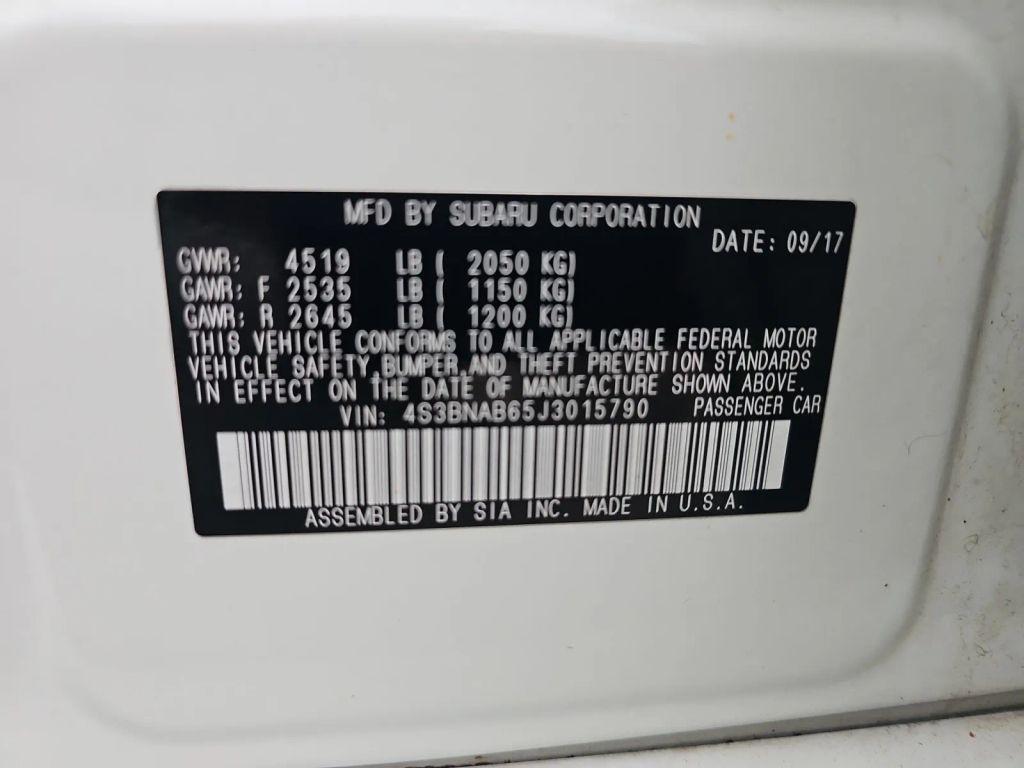 MFD BY SUBARU CORPORATION
DATE: 09/17
GVWR: 4519 LB ( 2050 KG)
GAWR: F 2535 LB ( 1150 KG)
GAWR: R 2645 LB ( 1200 KG)
THIS VEHICLE CONFORMS TO ALL APPLICABLE FEDERAL MOTOR
VEHICLE SAFETY,BUMPER,AND THEFT PREVENTION STANDARDS
IN EFFECT ON THE DATE OF MANUFACTURE SHOWN ABOVE.
VIN: 4S3BNAB65J3015790 PASSENGER CAR
ASSEMBLED BY SIA INC. MADE IN U.S.A.